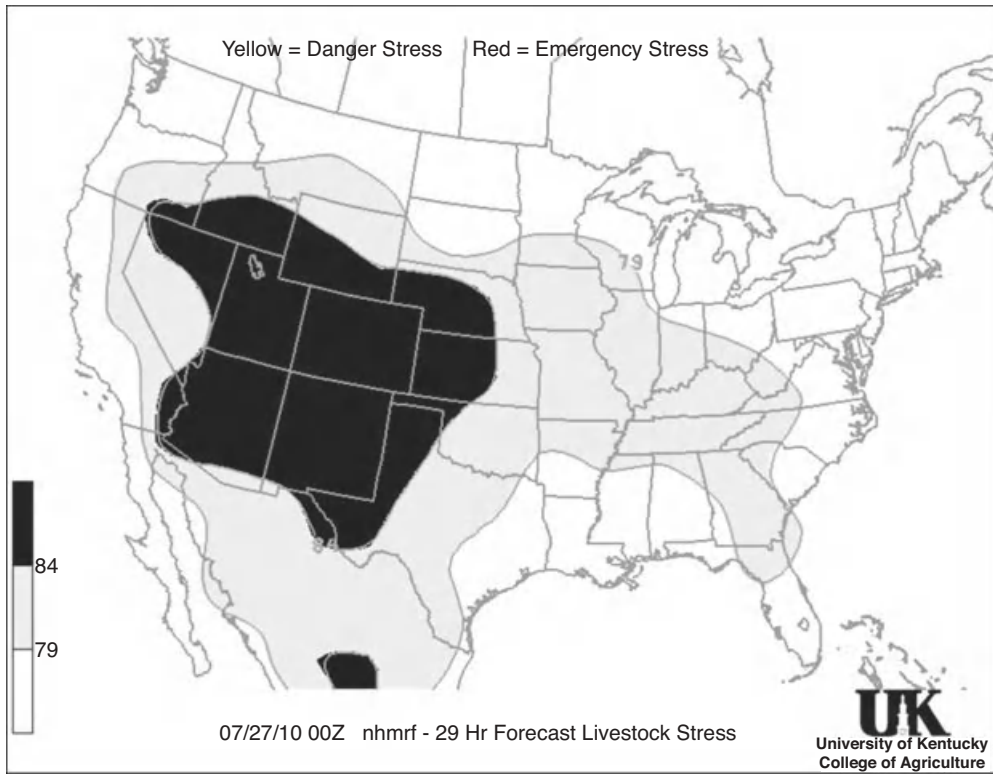 Yellow = Danger Stress Red = Emergency Stress
79
84
84
79
07/27/10 00Z nhmrf - 29 Hr Forecast Livestock Stress
UK
University of Kentucky
College of Agriculture